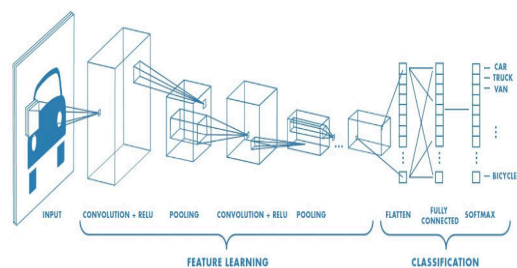 CAR
TRUCK
VAN
BICYCLE
INPUT CONVOLUTION + RELU POOLING CONVOLUTION + RELU POOLING FLATTEN FULLY CONNECTED SOFTMAX
FEATURE LEARNING CLASSIFICATION